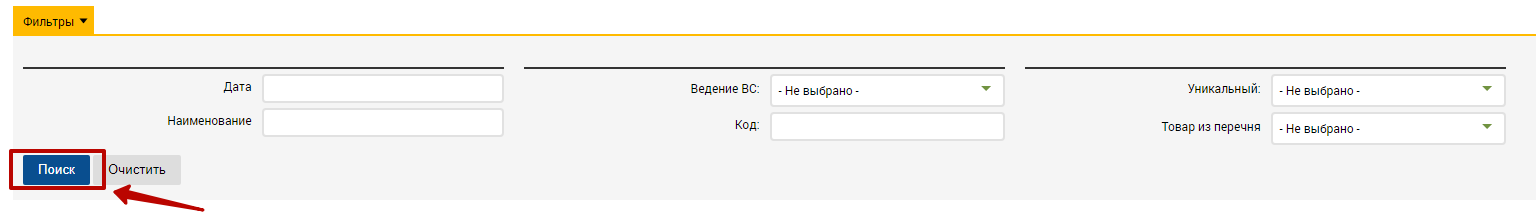 Фильтры
Дата
Ведение ВС: - Не выбрано -
Уникальный: - Не выбрано -
Наименование
Код:
Товар из перечня - Не выбрано -
Поиск Очистить